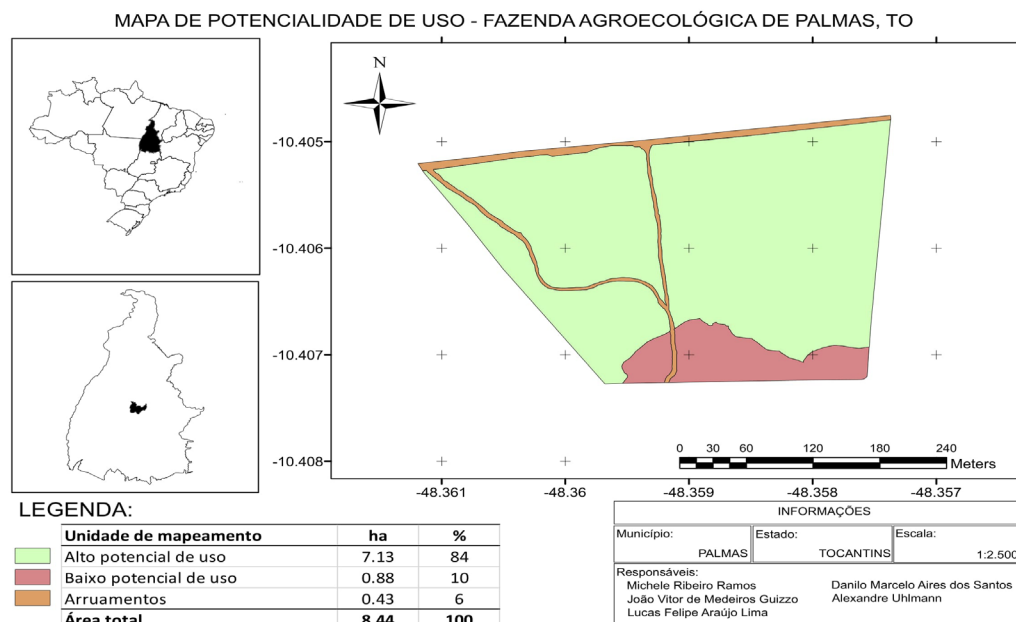 MAPA DE POTENCIALIDADE DE USO - FAZENDA AGROECOLÓGICA DE PALMAS, TO
N
-10.405
-10.406
-10.407
-10.408
0 30 60 120 180 240
Meters
-48.361 -48.36 -48.359 -48.358 -48.357
LEGENDA:
Unidade de mapeamento ha %
Alto potencial de uso 7.13 84
Baixo potencial de uso 0.88 10
Arruamentos 0.43 6
Área total 8.44 100
INFORMAÇÕES
Município: Estado: Escala:
PALMAS TOCANTINS 1:2.500
Responsáveis:
Michele Ribeiro Ramos Danilo Marcelo Aires dos Santos
João Vitor de Medeiros Guizzo Alexandre Uhlmann
Lucas Felipe Araújo Lima